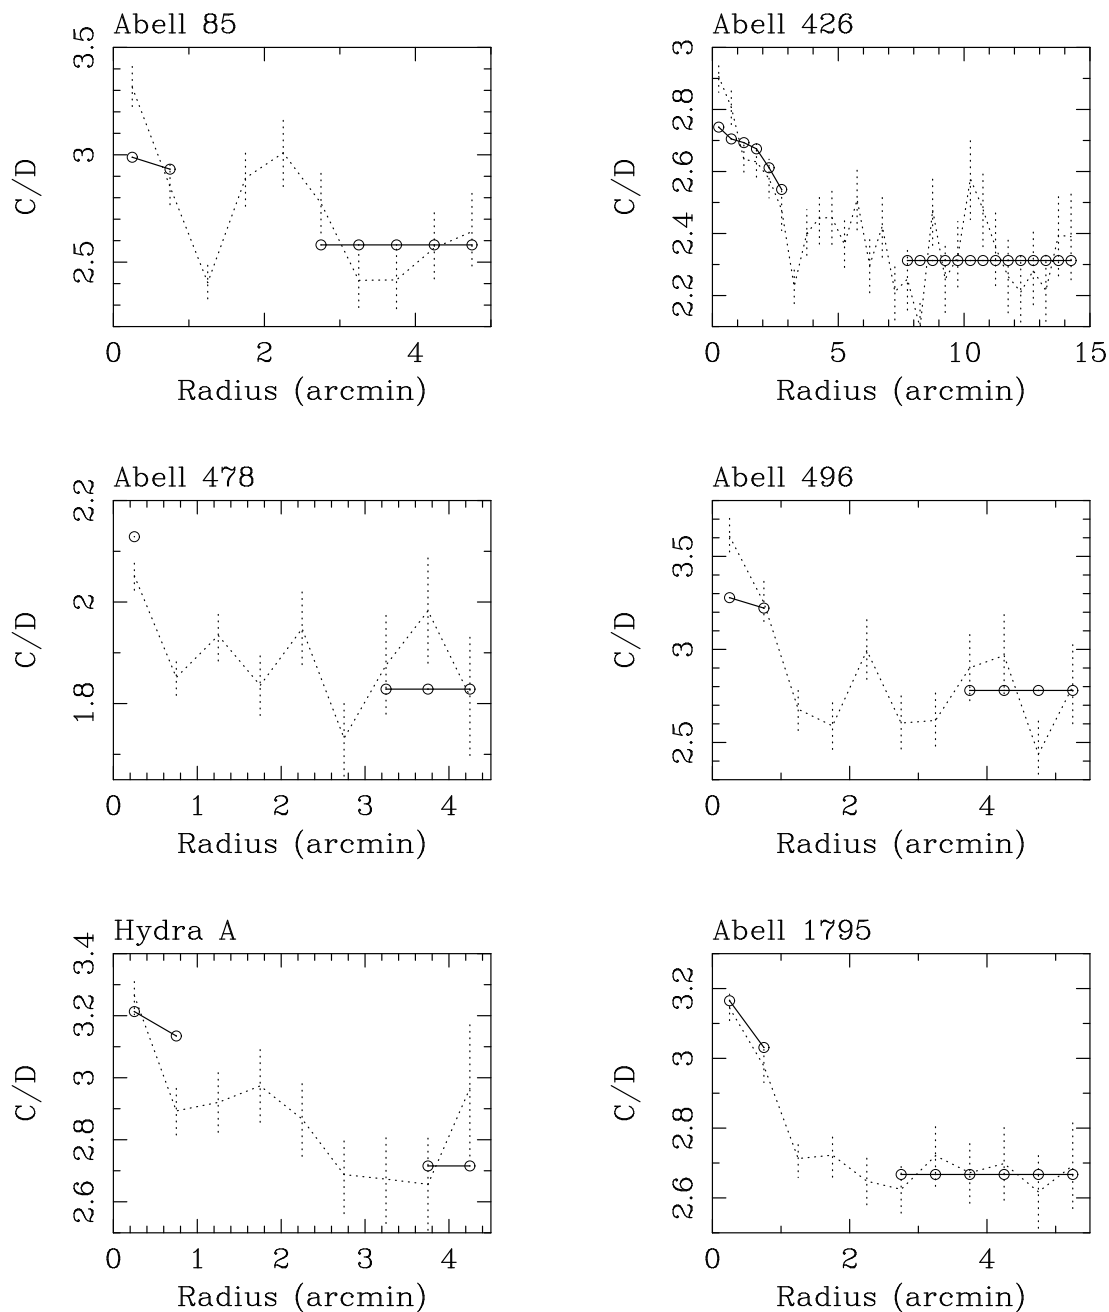 Abell 85
3.5
3
2.5
C/D
0 2 4
Radius (arcmin)
Abell 426
3
2.8
2.6
2.4
2.2
C/D
0 5 10 15
Radius (arcmin)
Abell 478
2.2
2
1.8
C/D
0 1 2 3 4
Radius (arcmin)
Abell 496
3.5
3
2.5
C/D
0 2 4
Radius (arcmin)
Hydra A
3.4
3.2
3
2.8
2.6
C/D
0 1 2 3 4
Radius (arcmin)
Abell 1795
3.2
3
2.8
2.6
C/D
0 2 4
Radius (arcmin)